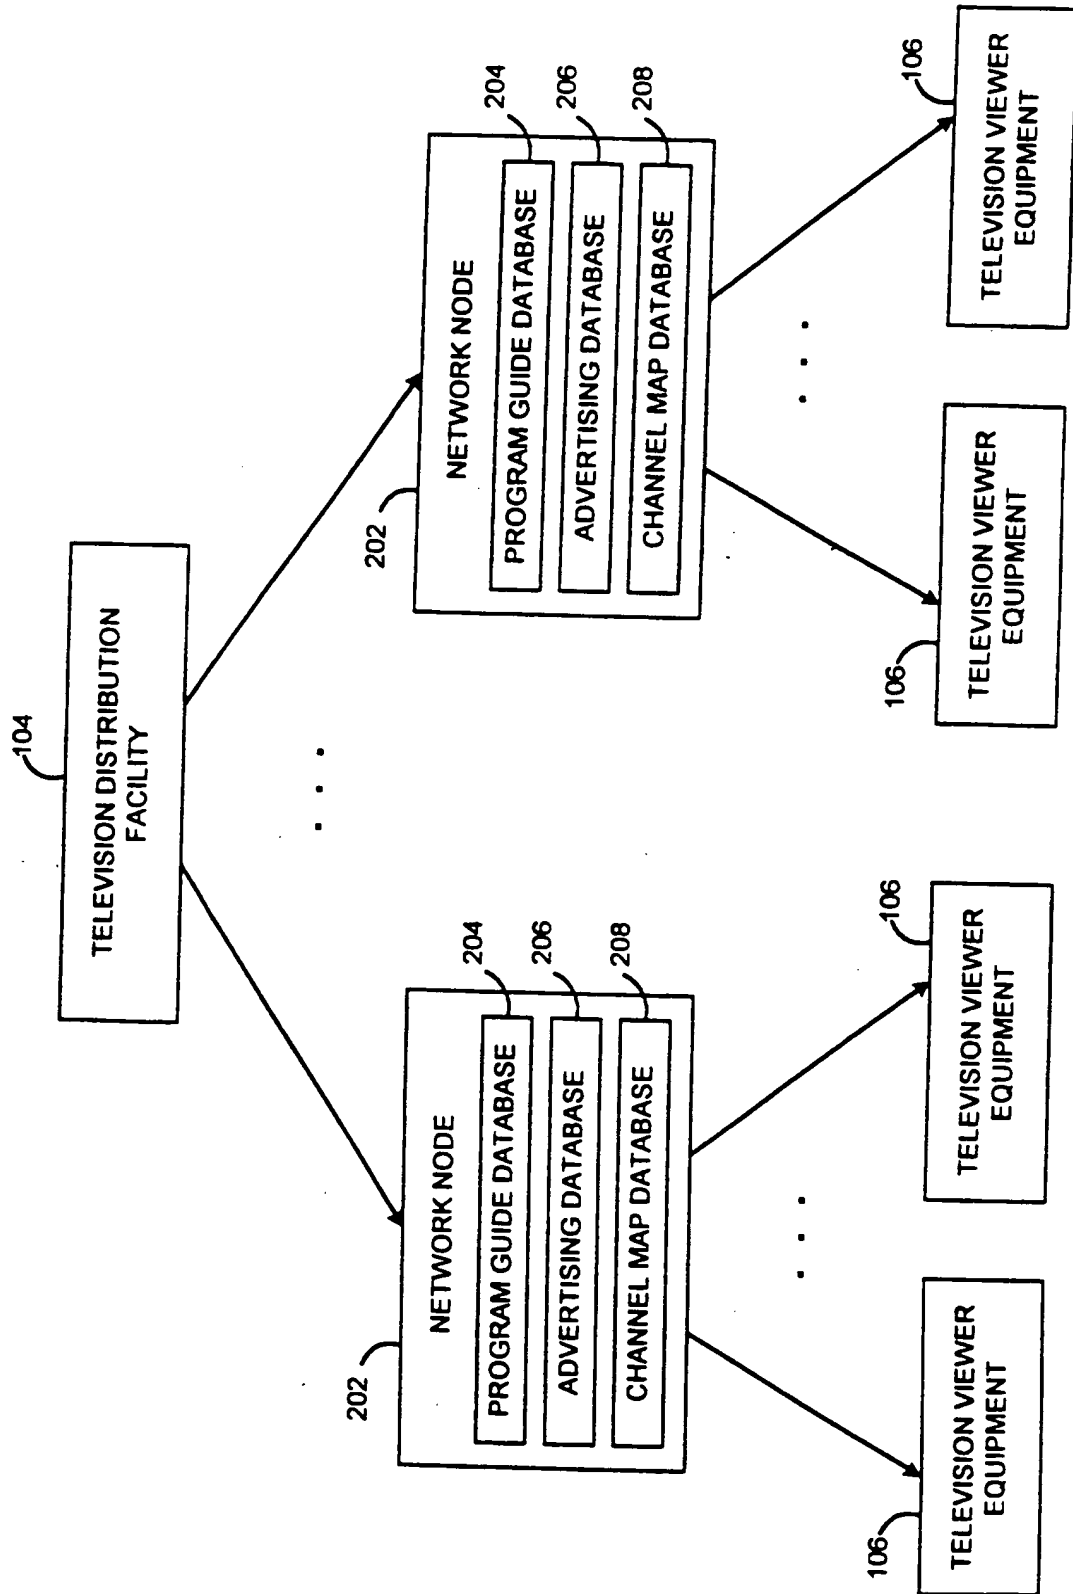 104
TELEVISION DISTRIBUTION
FACILITY
202
NETWORK NODE
PROGRAM GUIDE DATABASE
204
ADVERTISING DATABASE
206
CHANNEL MAP DATABASE
208
202
NETWORK NODE
PROGRAM GUIDE DATABASE
204
ADVERTISING DATABASE
206
CHANNEL MAP DATABASE
208
106
TELEVISION VIEWER
EQUIPMENT
106
TELEVISION VIEWER
EQUIPMENT
106
TELEVISION VIEWER
EQUIPMENT
106
TELEVISION VIEWER
EQUIPMENT